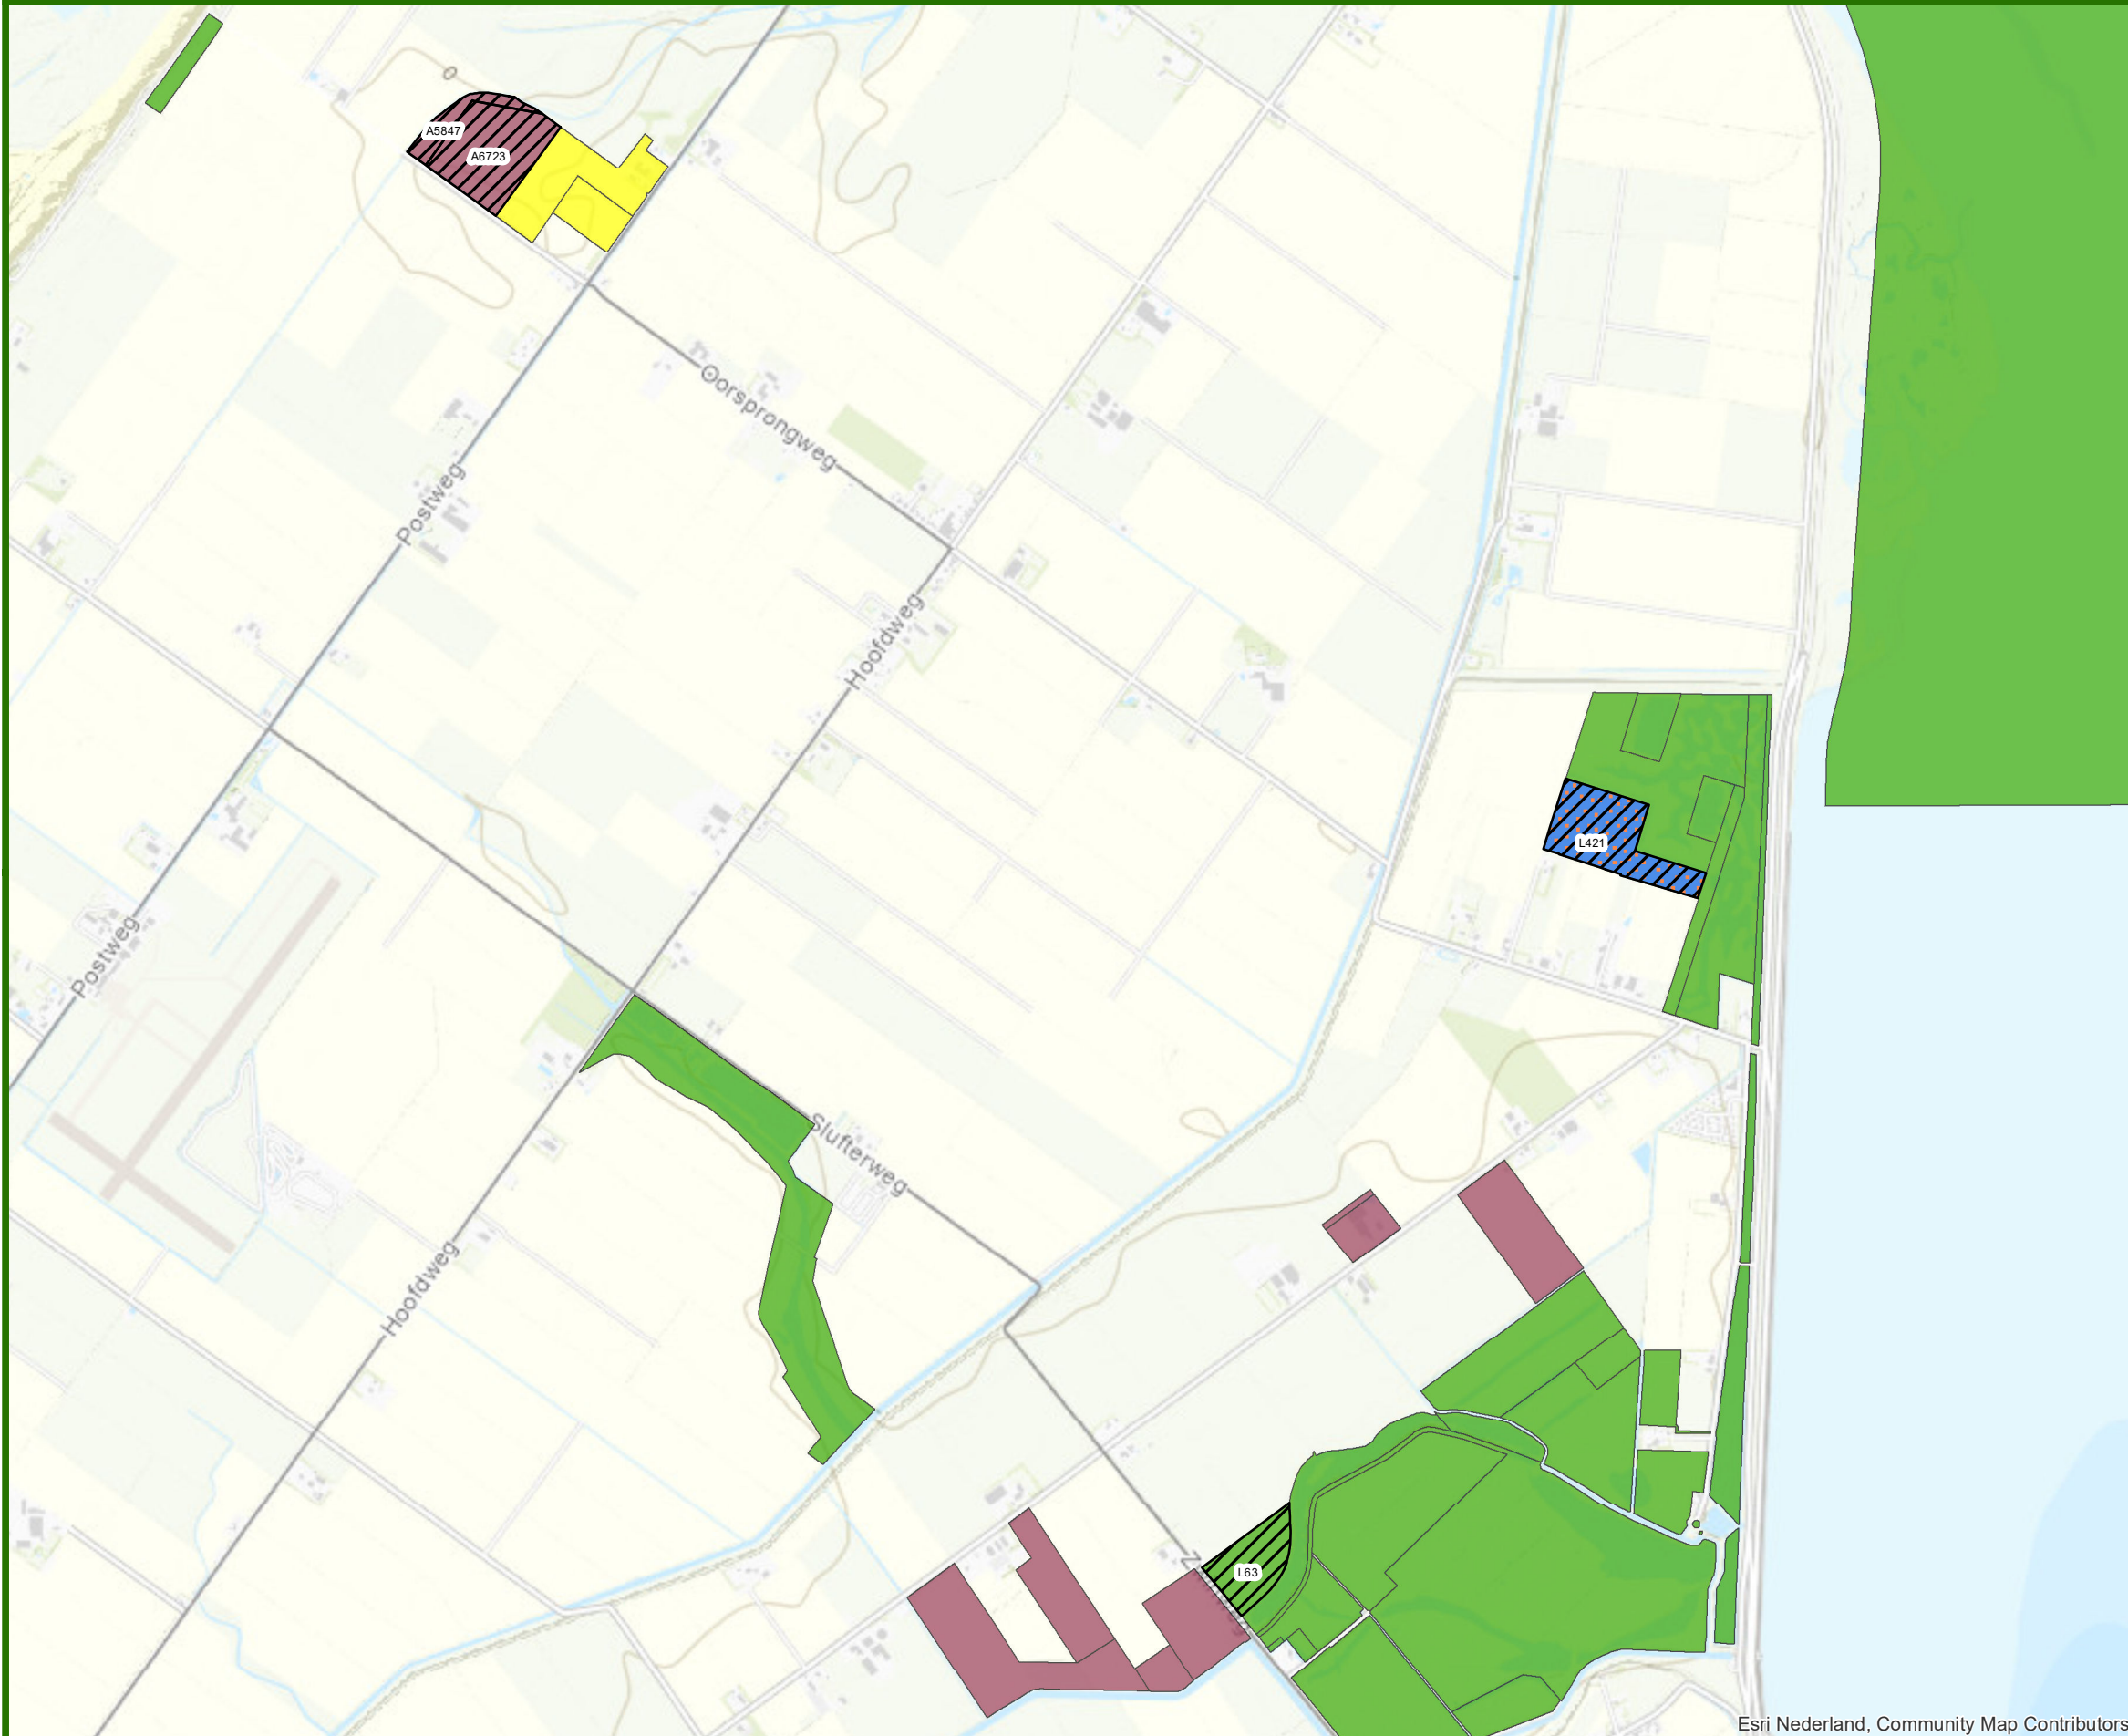 A5847
A6723
Oorsprongweg
Postweg
Hoofdweg
L421
Postweg
Slufterweg
Hoofdweg
L63
Esri Nederland, Community Map Contributors